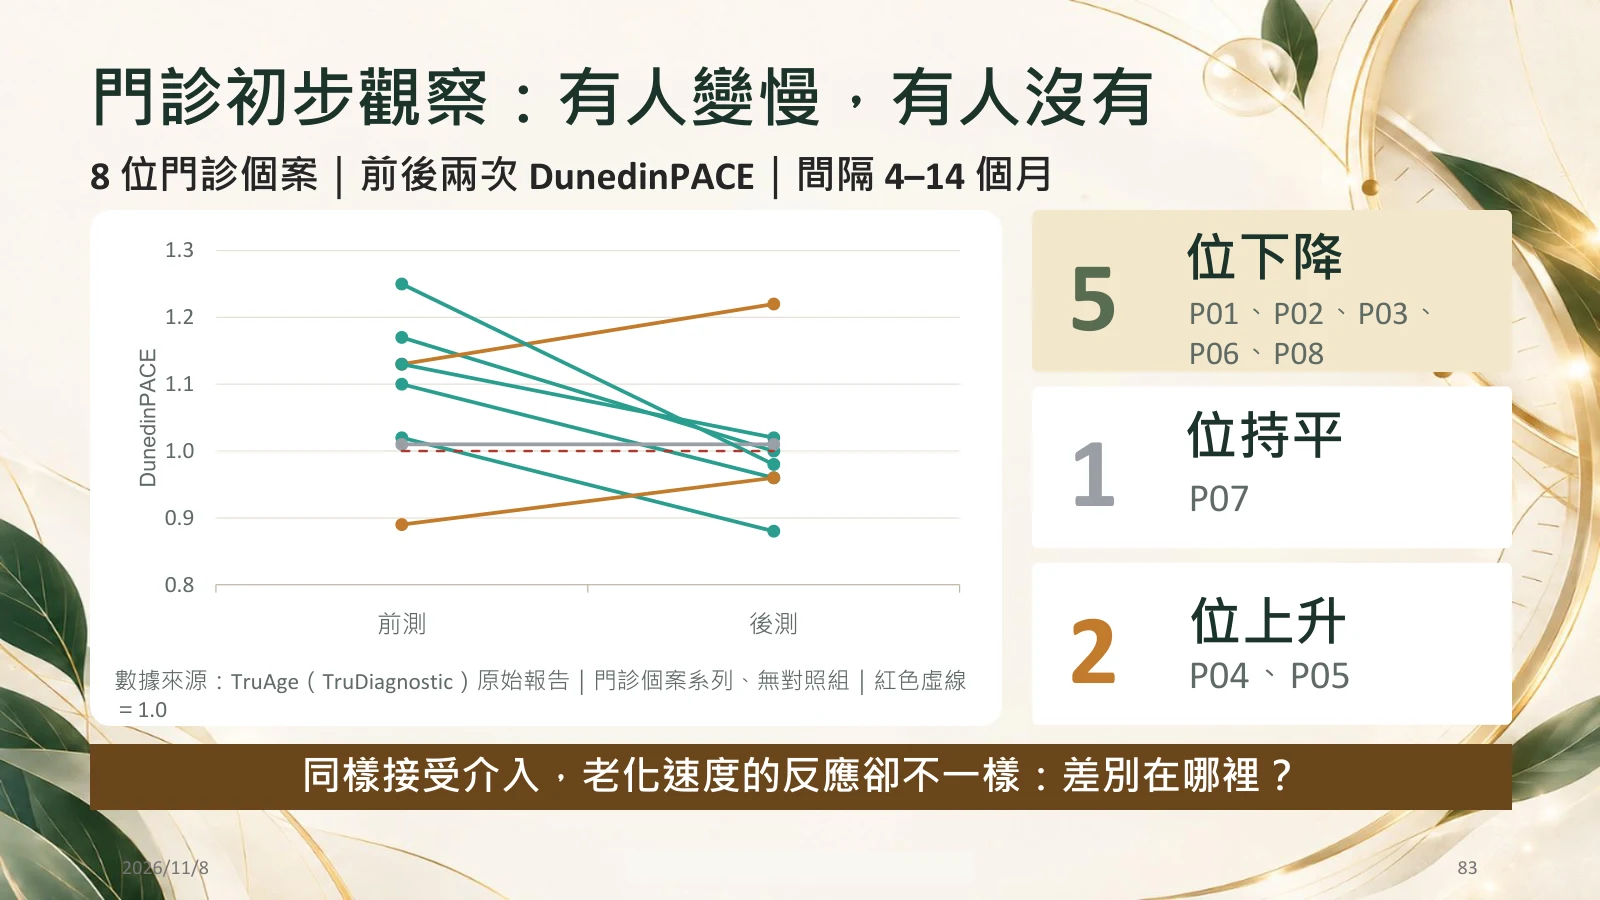 門診初步觀察：有人變慢，有人沒有
8 位門診個案｜前後兩次 DunedinPACE｜間隔 4–14 個月
1.3
1.2
1.1
1.0
0.9
0.8
DunedinPACE
前測
後測
數據來源：TruAge（TruDiagnostic）原始報告｜門診個案系列、無對照組｜紅色虛線
＝1.0
5
位下降
P01、P02、P03、
P06、P08
1
位持平
P07
2
位上升
P04、P05
同樣接受介入，老化速度的反應卻不一樣：差別在哪裡？
2026/11/8
83